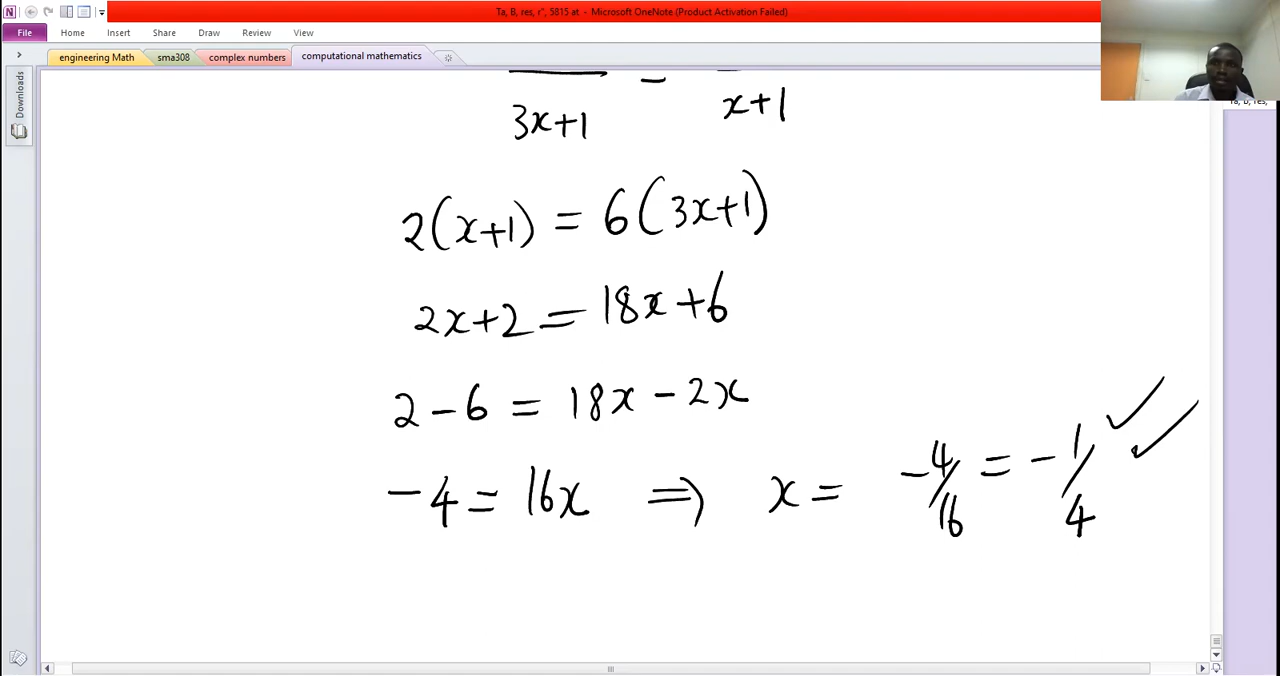 Ta, B, res, r", 5815 at - Microsoft OneNote (Product Activation Failed)
File Home Insert Share Draw Review View
engineering Math sma308 complex numbers computational mathematics
Downloads
Ta, B, res,
3x+1 = x+1
2(x+1) = 6(3x+1)
2x+2 = 18x+6
2-6 = 18x-2x
-4 = 16x ⇒ x = -4/16 = -1/4 ✓✓